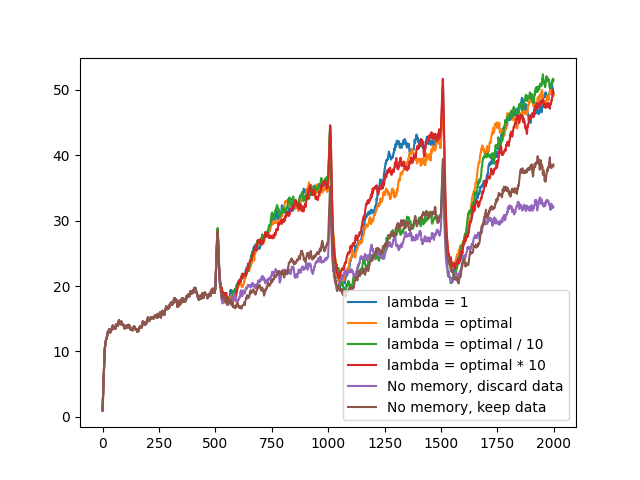 50
40
30
20
10
0
0 250 500 750 1000 1250 1500 1750 2000
lambda = 1
lambda = optimal
lambda = optimal / 10
lambda = optimal * 10
No memory, discard data
No memory, keep data